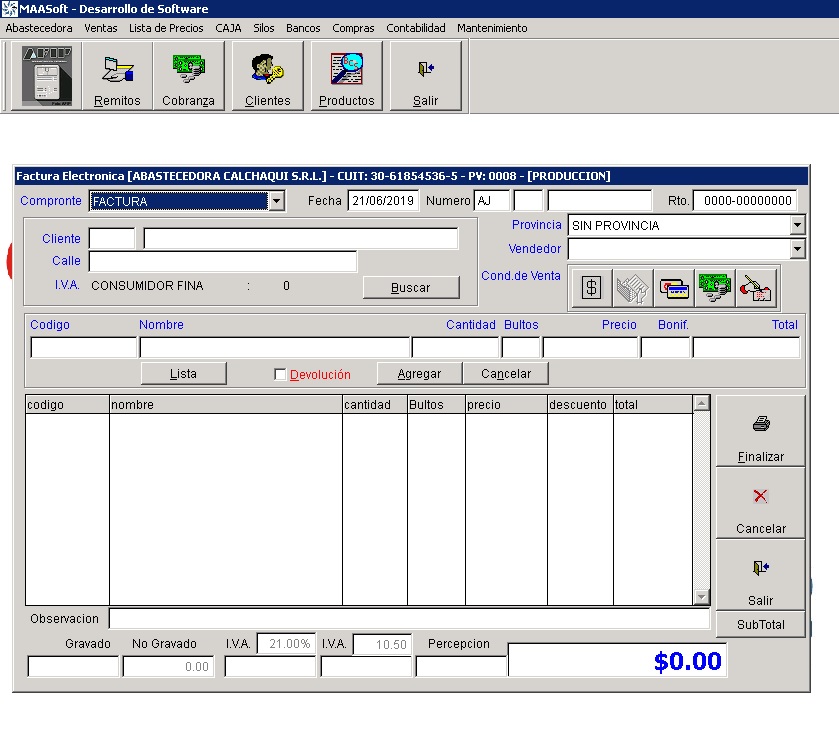 MAASoft - Desarrollo de Software
Abastecedora Ventas Lista de Precios CAJA Silos Bancos Compras Contabilidad Mantenimiento
AFIP
Remitos Cobranza Clientes Productos Salir
Factura Electronica [ABASTECEDORA CALCHAQUI S.R.L.] - CUIT: 30-61854536-5 - PV: 0008 - [PRODUCCION]
Compronte FACTURA Fecha 21/06/2019 Numero AJ Rto. 0000-00000000
Provincia SIN PROVINCIA
Cliente
Vendedor
Calle
Cond.de Venta
I.V.A. CONSUMIDOR FINA : 0 Buscar
Codigo Nombre Cantidad Bultos Precio Bonif. Total
Lista Devolución Agregar Cancelar
codigo nombre cantidad Bultos precio descuento total
Finalizar
Cancelar
Salir
Observacion
SubTotal
Gravado No Gravado I.V.A. 21.00% I.V.A. 10.50 Percepcion
0.00
$0.00